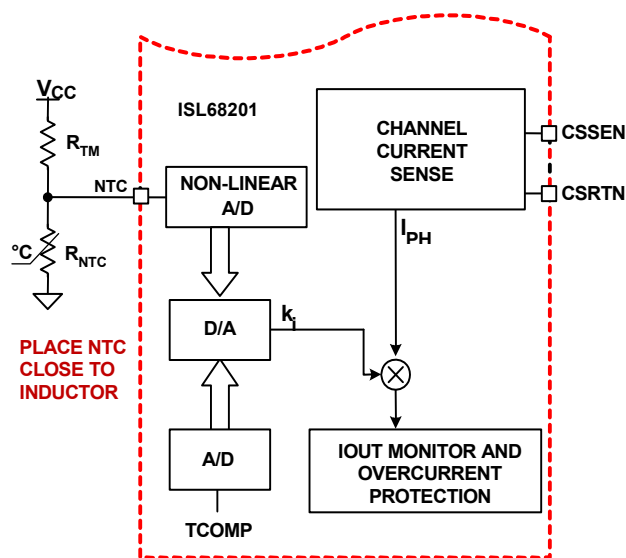 VCC
RTM
NTC
°C
RNTC
PLACE NTC
CLOSE TO
INDUCTOR
ISL68201
NON-LINEAR
A/D
D/A
ki
A/D
TCOMP
CHANNEL
CURRENT
SENSE
CSSEN
CSRTN
IPH
IOUT MONITOR AND
OVERCURRENT
PROTECTION